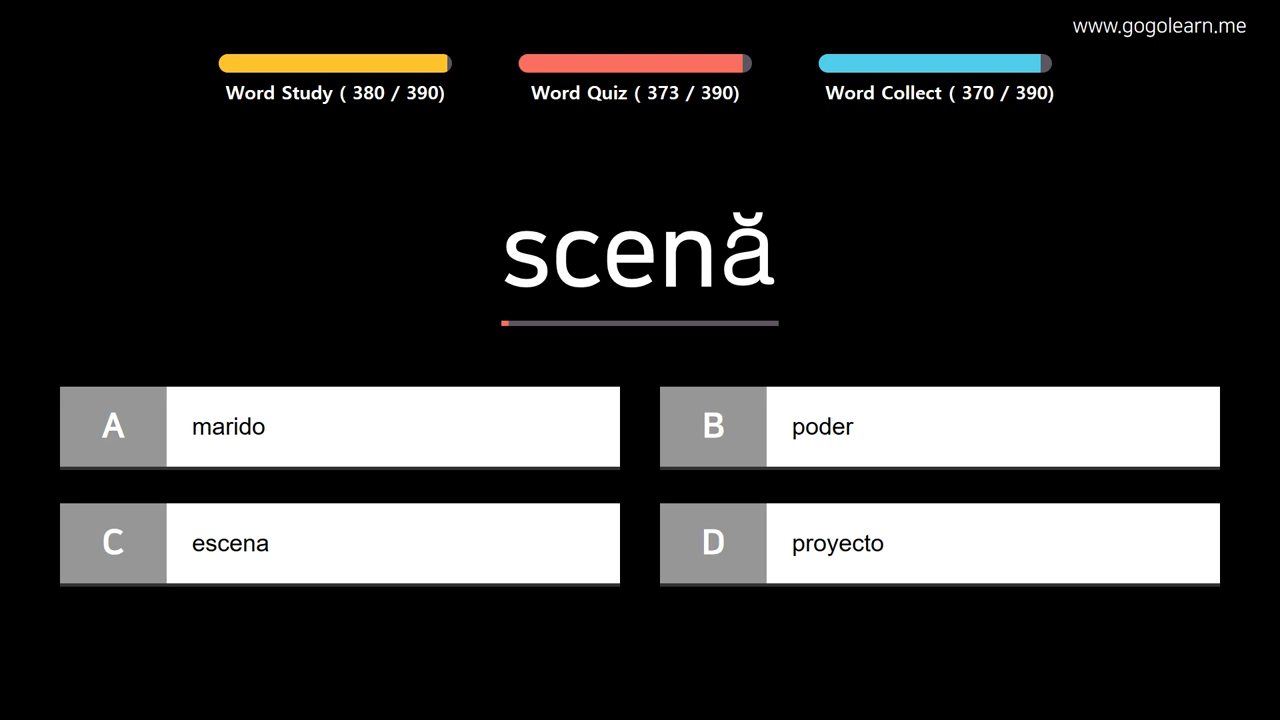 www.gogolearn.me
Word Study ( 380 / 390)
Word Quiz ( 373 / 390)
Word Collect ( 370 / 390)
scenă
A marido
B poder
C escena
D proyecto